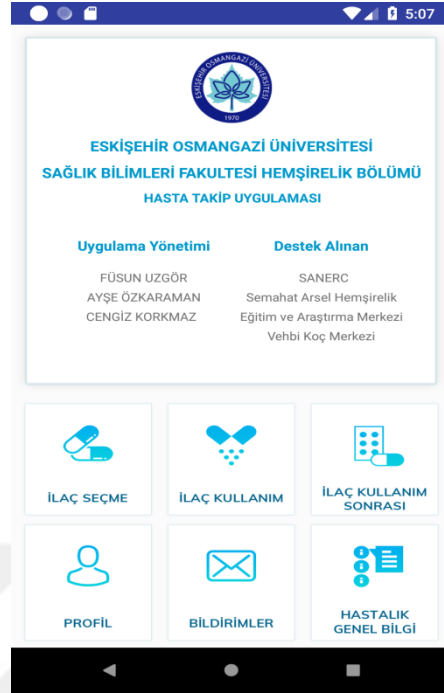 5:07
ESKİŞEHİR OSMANGAZİ ÜNİVERSİTESİ
1970
ESKİŞEHİR OSMANGAZİ ÜNİVERSİTESİ
SAĞLIK BİLİMLERİ FAKULTESİ HEMŞİRELİK BÖLÜMÜ
HASTA TAKİP UYGULAMASI
Uygulama Yönetimi
FÜSUN UZGÖR
AYŞE ÖZKARAMAN
CENGİZ KORKMAZ
Destek Alınan
SANERC
Semahat Arsel Hemşirelik
Eğitim ve Araştırma Merkezi
Vehbi Koç Merkezi
İLAÇ SEÇME
İLAÇ KULLANIM
İLAÇ KULLANIM
SONRASI
PROFİL
BİLDİRİMLER
HASTALIK
GENEL BİLGİ